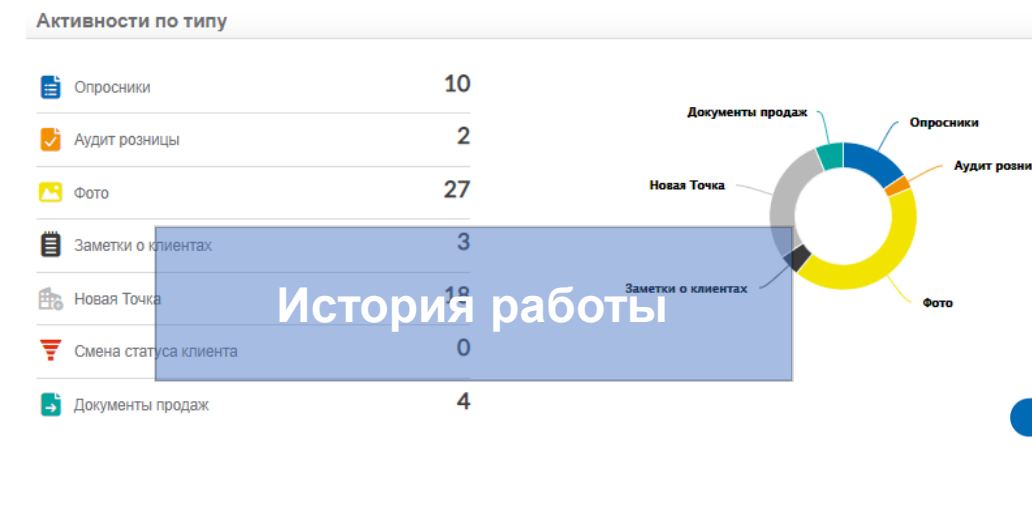 Активности по типу
Опросники 10
Аудит розницы 2
Фото 27
Заметки о клиентах 3
Новая Точка 18
Смена статуса клиента 0
Документы продаж 4
История работы
Документы продаж
Опросники
Аудит
Новая Точка
Заметки о клиентах
Фото